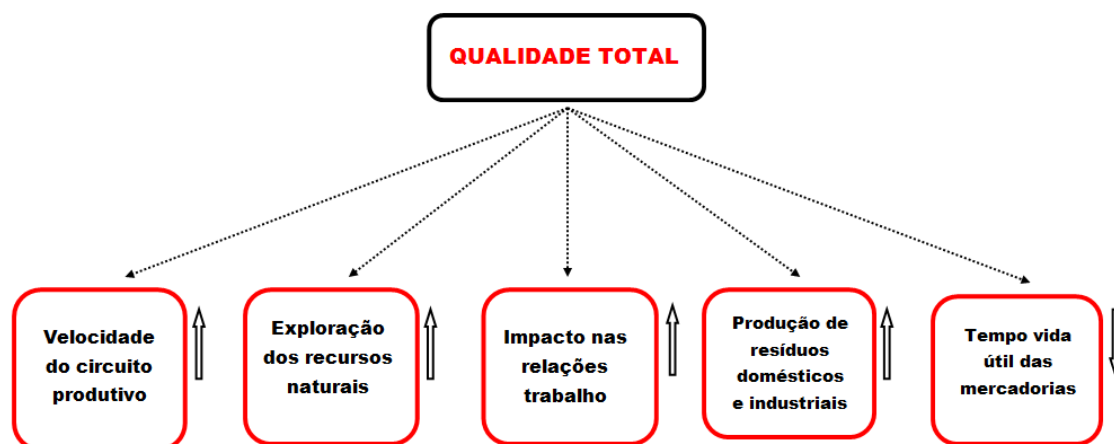 QUALIDADE TOTAL
Velocidade
do circuito
produtivo
Exploração
dos recursos
naturais
Impacto nas
relações
trabalho
Produção de
resíduos
domésticos
e industriais
Tempo vida
útil das
mercadorias